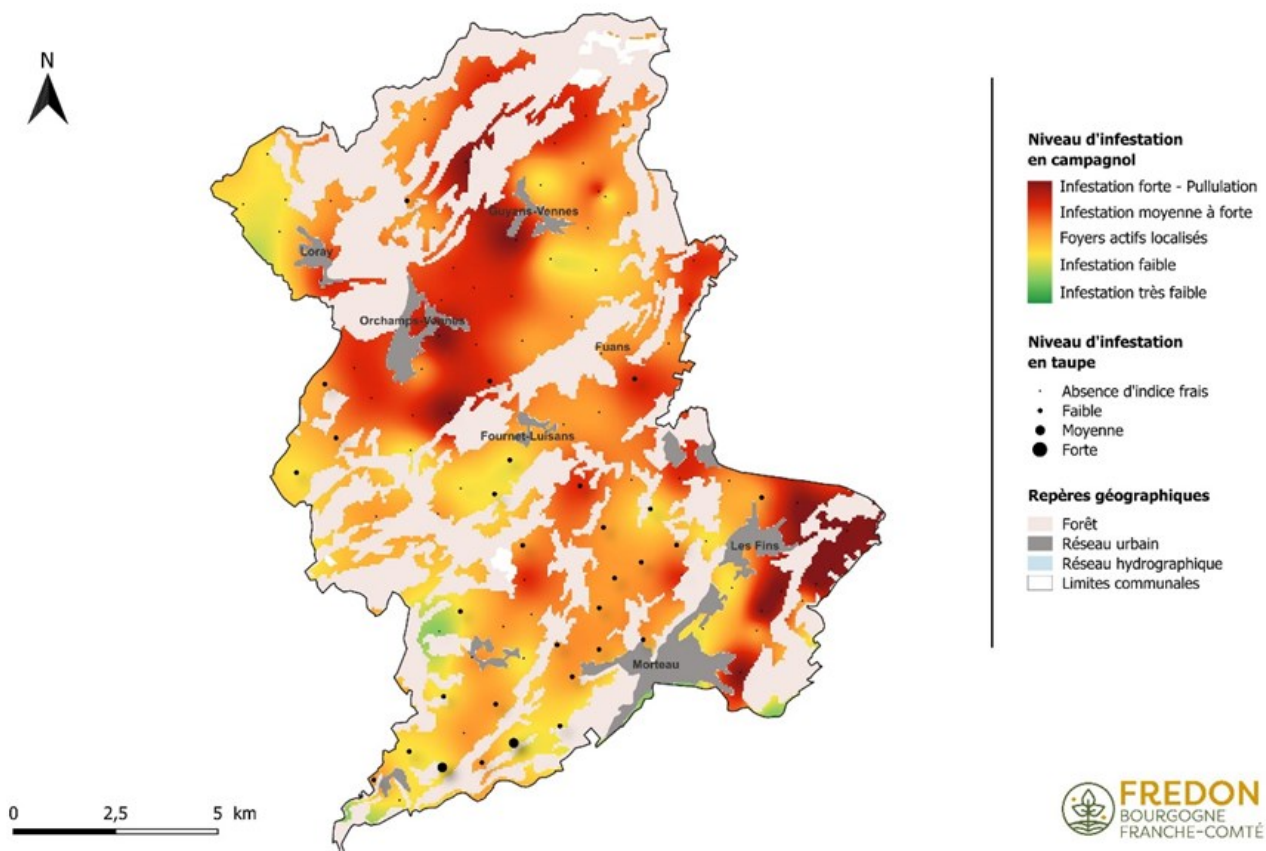 N
Guyans-Vennes
Loray
Orchamps-Vennes
Fuans
Fournet-Luisans
Les Fins
Morteau
0 2,5 5 km
Niveau d'infestation
en campagnol
Infestation forte - Pullulation
Infestation moyenne à forte
Foyers actifs localisés
Infestation faible
Infestation très faible
Niveau d'infestation
en taupe
Absence d'indice frais
Faible
Moyenne
Forte
Repères géographiques
Forêt
Réseau urbain
Réseau hydrographique
Limites communales
FREDON
BOURGOGNE
FRANCHE-COMTÉ